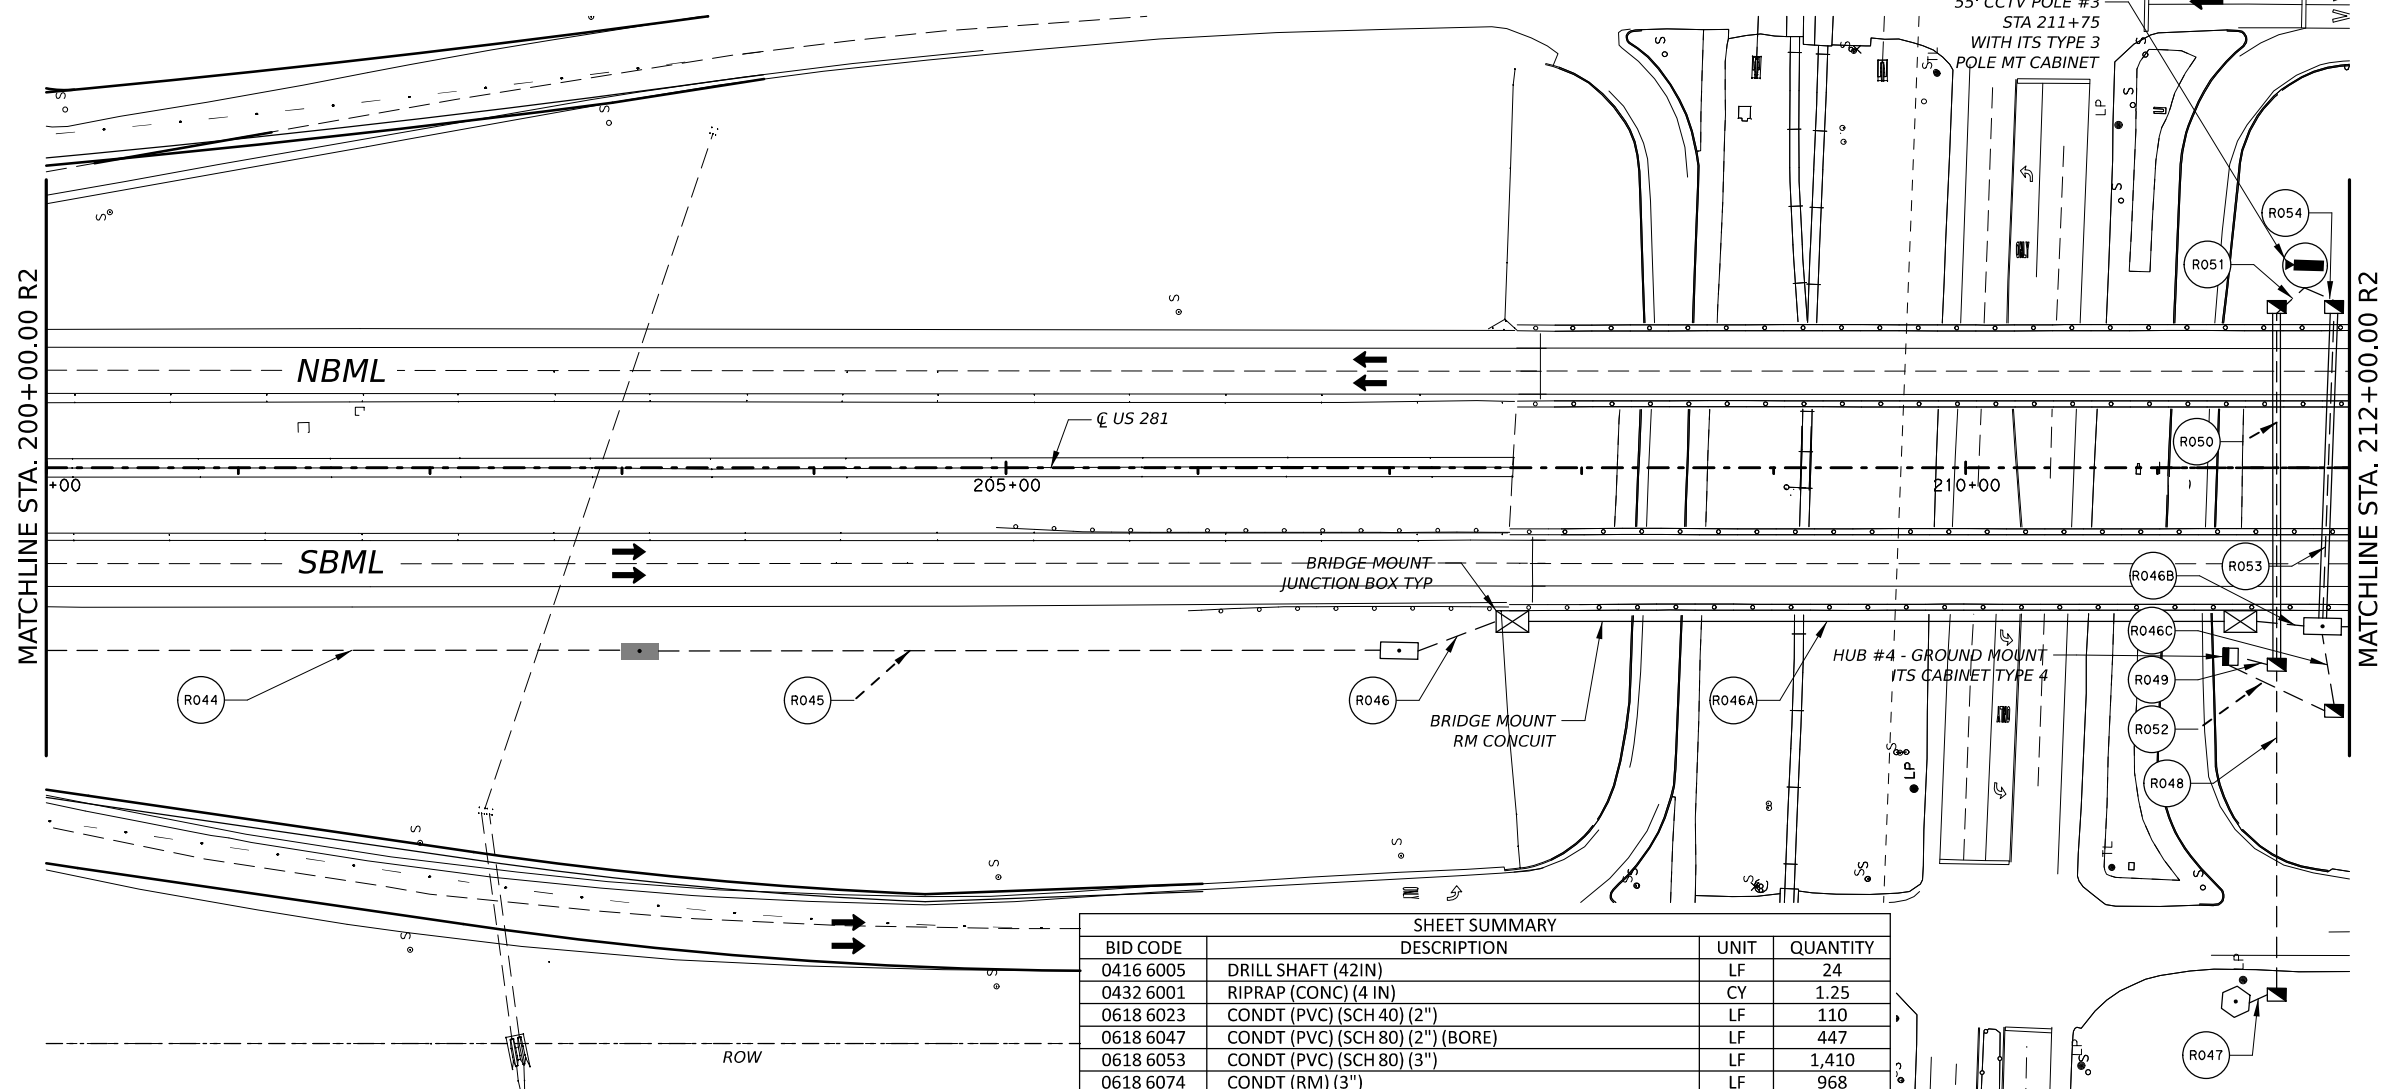 55' CCTV POLE #3
STA 211+75
WITH ITS TYPE 3
POLE MT CABINET
R054
R051
MATCHLINE STA. 200+00.00 R2
MATCHLINE STA. 212+00.00 R2
NBML
℄ US 281
R050
+00
205+00
210+00
SBML
BRIDGE MOUNT
JUNCTION BOX TYP
R053
R046B
R046C
HUB #4 - GROUND MOUNT
ITS CABINET TYPE 4
R049
R044
R045
R046
R046A
BRIDGE MOUNT
RM CONCUIT
R052
R048
LP
LP
TL
LP
SHEET SUMMARY
BID CODE DESCRIPTION UNIT QUANTITY
0416 6005 DRILL SHAFT (42IN) LF 24
0432 6001 RIPRAP (CONC) (4 IN) CY 1.25
0618 6023 CONDT (PVC) (SCH 40) (2") LF 110
0618 6047 CONDT (PVC) (SCH 80) (2") (BORE) LF 447
0618 6053 CONDT (PVC) (SCH 80) (3") LF 1,410
0618 6074 CONDT (RM) (3") LF 968
ROW
R047